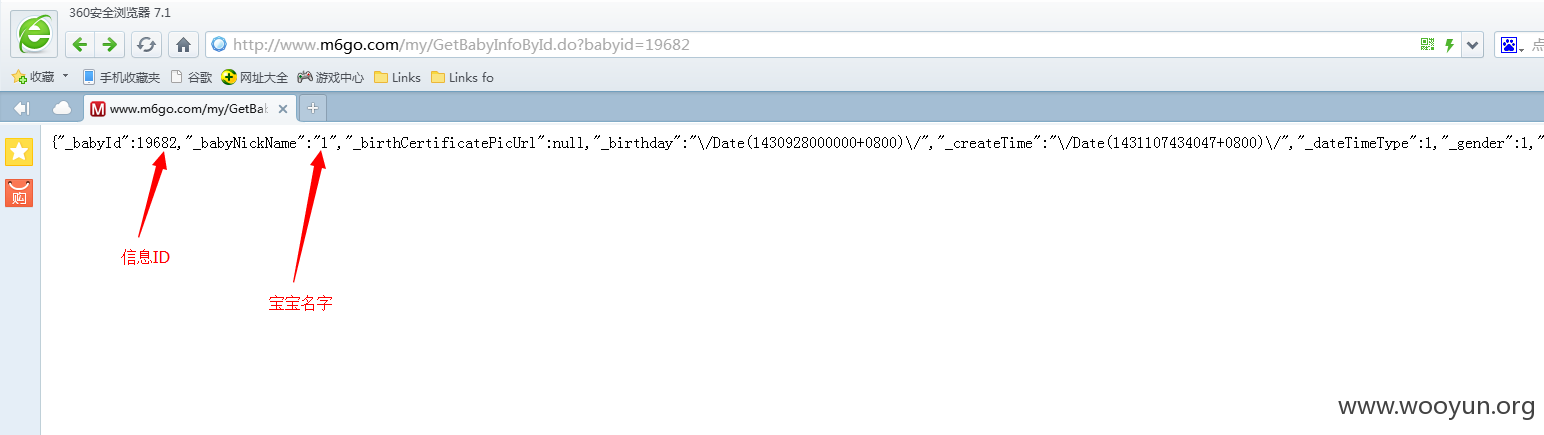 360安全浏览器 7.1
http://www.m6go.com/my/GetBabyInfoById.do?babyid=19682
点
收藏 手机收藏夹 谷歌 网址大全 游戏中心 Links Links fo
www.m6go.com/my/GetBab
{"_babyId":19682,"_babyNickName":"1","_birthCertificatePicUrl":null,"_birthday":"\/Date(1430928000000+0800)\/","_createTime":"\/Date(1431107434047+0800)\/","_dateTimeType":1,"_gender":1,"
购
信息ID
宝宝名字
www.wooyun.org